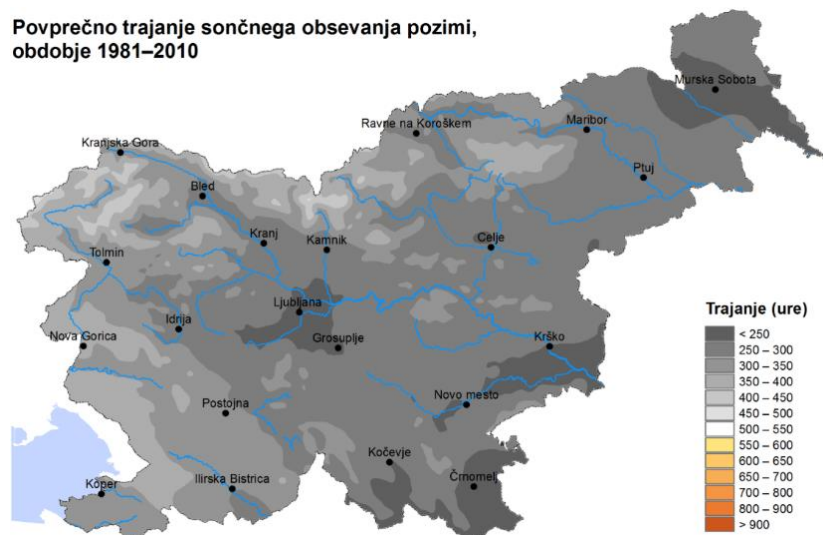 Povprečno trajanje sončnega obsevanja pozimi,
obdobje 1981–2010
Murska Sobota
Ravne na Koroškem
Maribor
Kranjska Gora
Ptuj
Bled
Kranj
Kamnik
Celje
Tolmin
Ljubljana
Idrija
Nova Gorica
Grosuplje
Krško
Postojna
Novo mesto
Kočevje
Koper
Ilirska Bistrica
Črnomelj
Trajanje (ure)
< 250
250 – 300
300 – 350
350 – 400
400 – 450
450 – 500
500 – 550
550 – 600
600 – 650
650 – 700
700 – 800
800 – 900
> 900